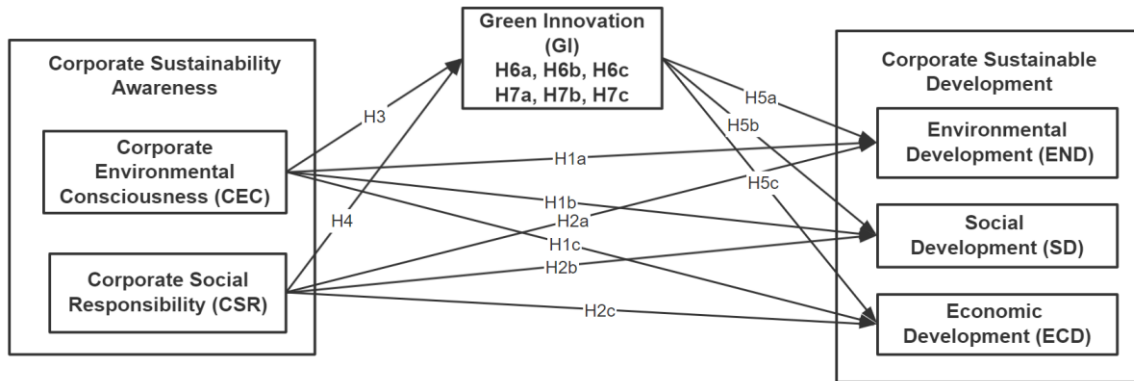 Corporate Sustainability
Awareness
Corporate
Environmental
Consciousness (CEC)
Corporate Social
Responsibility (CSR)
Green Innovation
(GI)
H6a, H6b, H6c
H7a, H7b, H7c
H3
H4
H1a
H1b
H2a
H1c
H2b
H2c
H5a
H5b
H5c
Corporate Sustainable
Development
Environmental
Development (END)
Social
Development (SD)
Economic
Development (ECD)